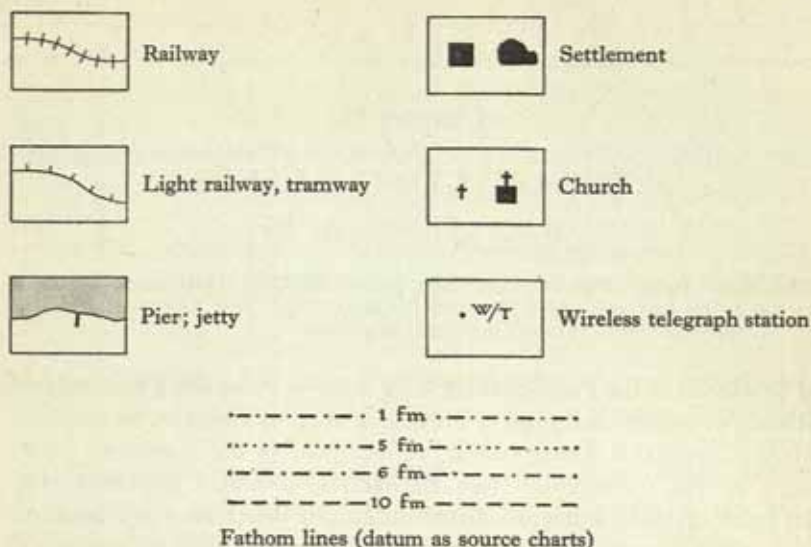 Railway
Settlement
Light railway, tramway
Church
Pier; jetty
W/T
Wireless telegraph station
1 fm
5 fm
6 fm
10 fm
Fathom lines (datum as source charts)